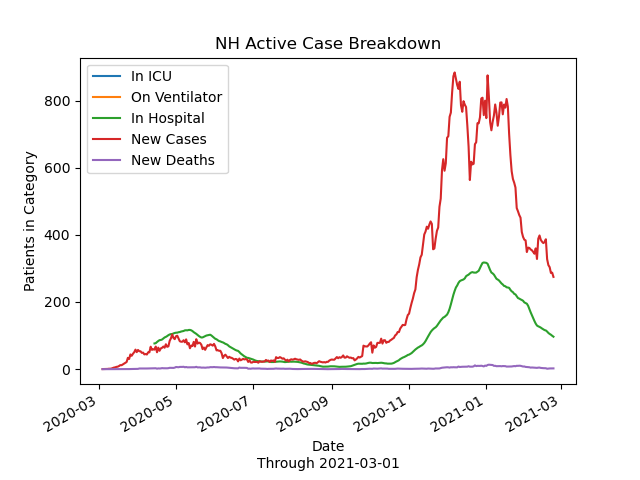 NH Active Case Breakdown
In ICU
On Ventilator
In Hospital
New Cases
New Deaths
Patients in Category
800
600
400
200
0
2020-03
2020-05
2020-07
2020-09
2020-11
2021-01
2021-03
Date
Through 2021-03-01